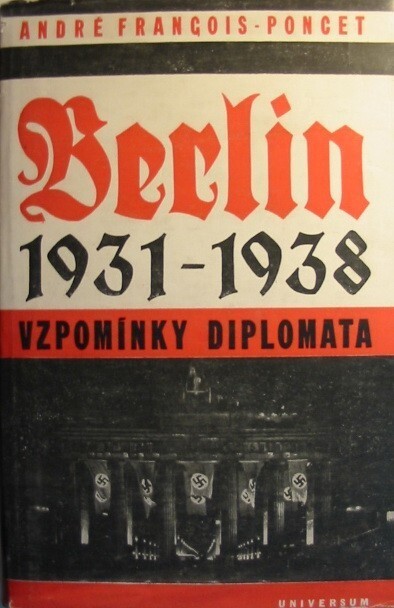 ANDRÉ FRANÇOIS-PONCET
Berlin
1931-1938
VZPOMÍNKY DIPLOMATA
UNIVERSUM